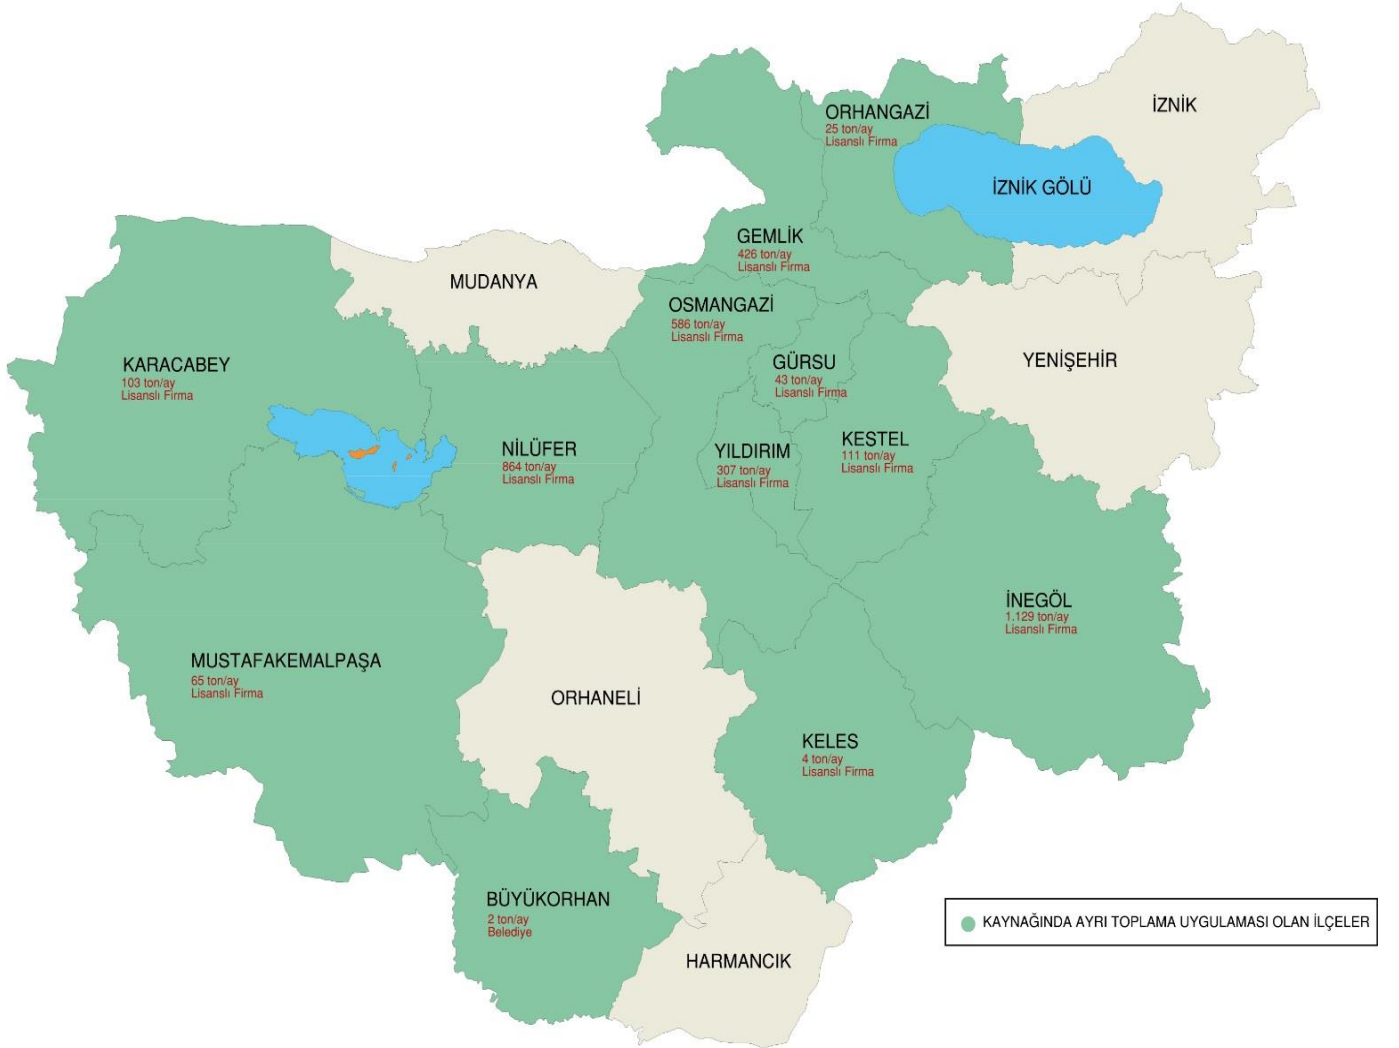 ORHANGAZİ
25 ton/ay
Lisanslı Firma
İZNİK
İZNİK GÖLÜ
GEMLİK
426 ton/ay
Lisanslı Firma
MUDANYA
OSMANGAZİ
586 ton/ay
Lisanslı Firma
KARACABEY
103 ton/ay
Lisanslı Firma
GÜRSU
43 ton/ay
Lisanslı Firma
YENİŞEHİR
NİLÜFER
864 ton/ay
Lisanslı Firma
YILDIRIM
307 ton/ay
Lisanslı Firma
KESTEL
111 ton/ay
Lisanslı Firma
İNEGÖL
1.129 ton/ay
Lisanslı Firma
MUSTAFAKEMALPAŞA
65 ton/ay
Lisanslı Firma
ORHANELİ
KELES
4 ton/ay
Lisanslı Firma
BÜYÜKORHAN
2 ton/ay
Belediye
HARMANCIK
KAYNAĞINDA AYRI TOPLAMA UYGULAMASI OLAN İLÇELER